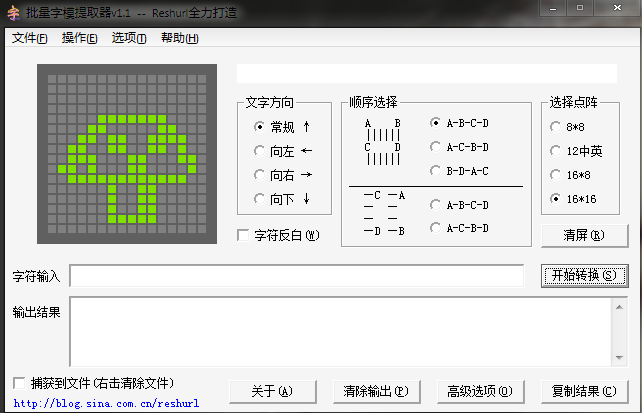 批量字模提取器v1.1 -- Reshurl全力打造
文件(F) 操作(E) 选项(T) 帮助(H)
文字方向
常规 ↑
向左 ←
向右 →
向下 ↓
字符反白(W)
顺序选择
A B
C D
A-B-C-D
A-C-B-D
B-D-A-C
C A
D B
A-B-C-D
A-C-B-D
选择点阵
8*8
12中英
16*8
16*16
清屏(R)
字符输入
开始转换(S)
输出结果
捕获到文件(右击清除文件)
http://blog.sina.com.cn/reshurl
关于(A)
清除输出(P)
高级选项(O)
复制结果(C)